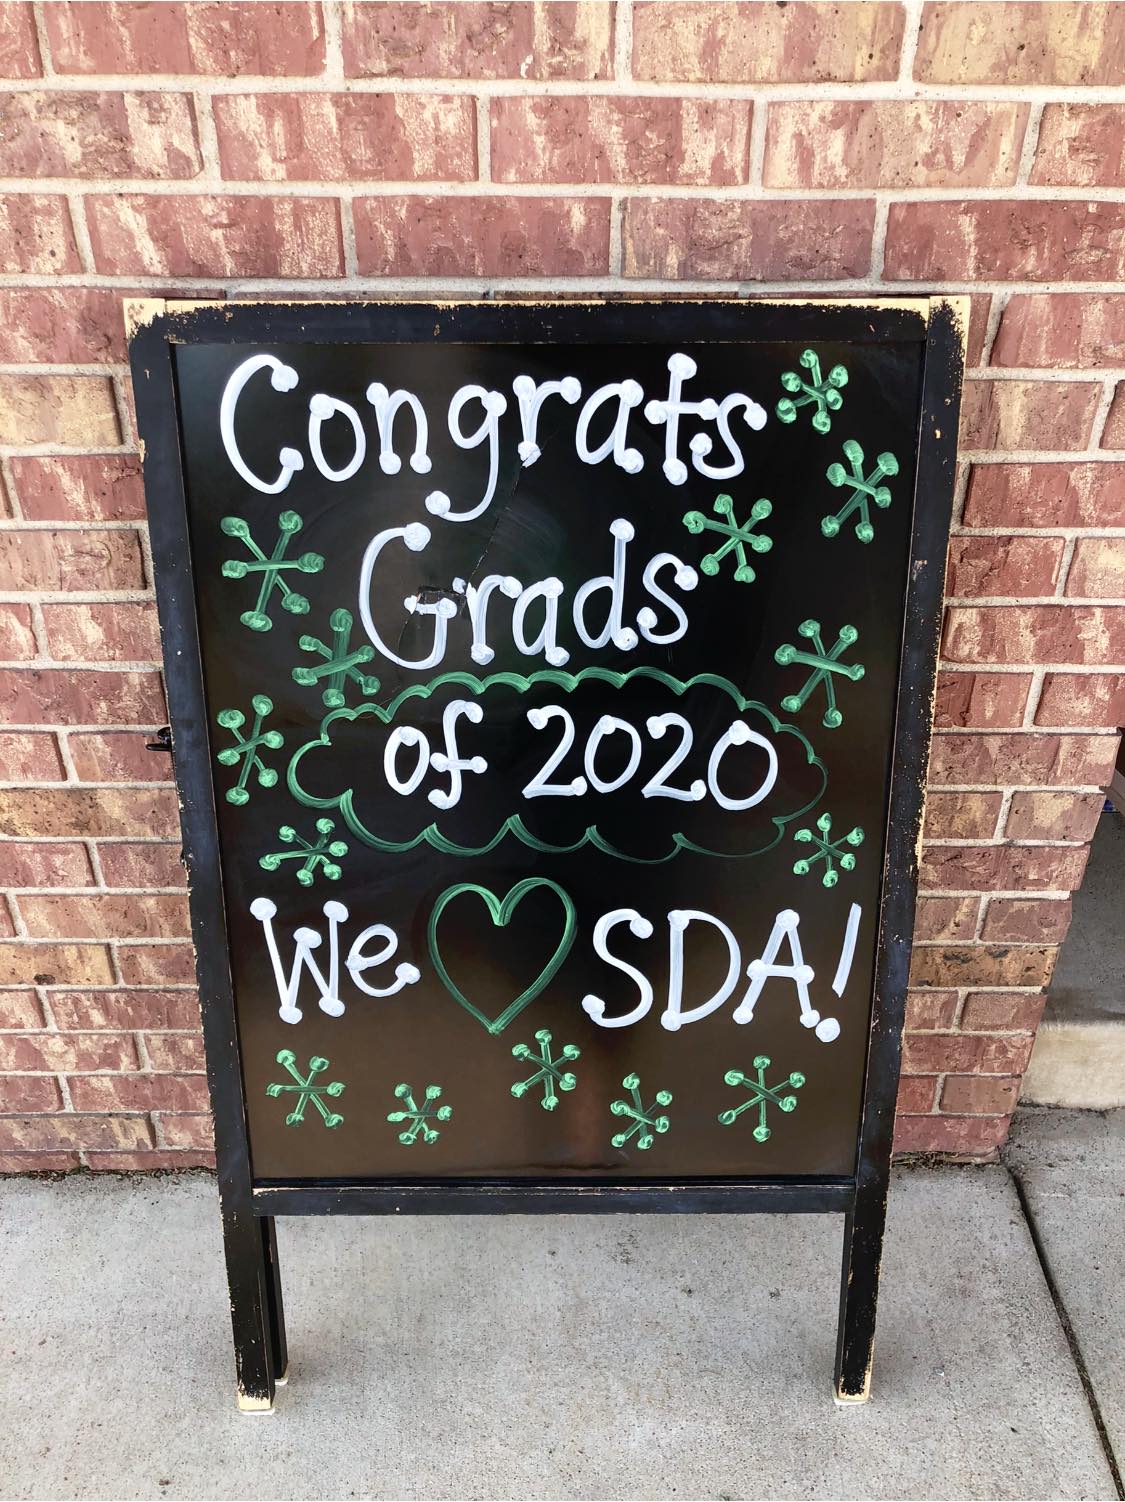 Congrats
Grads
of 2020
We ♡ SDA!